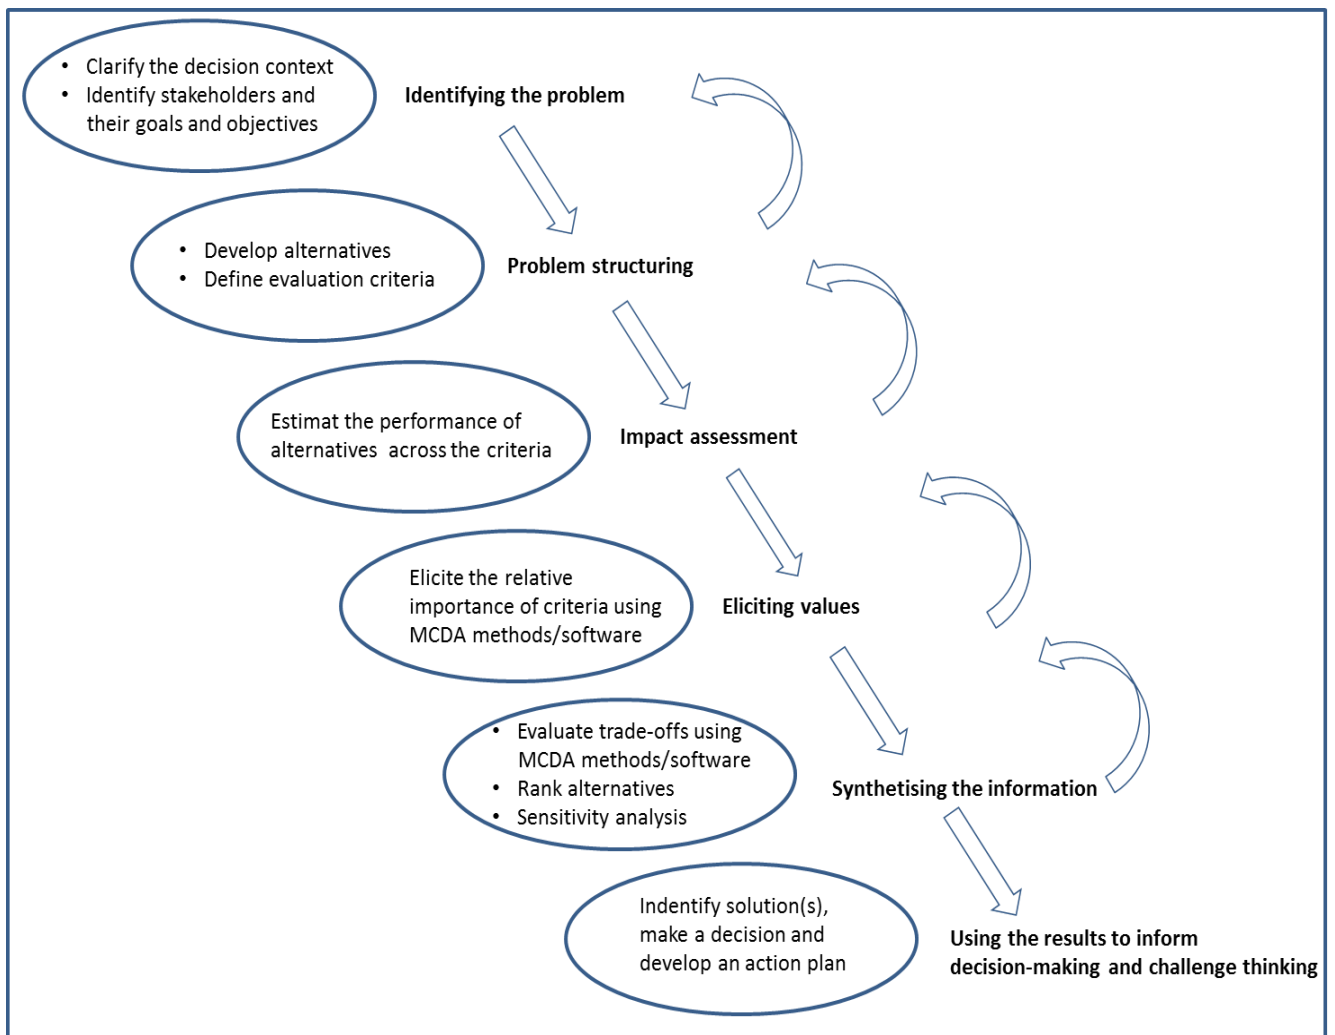 • Clarify the decision context
• Identify stakeholders and
their goals and objectives
Identifying the problem
• Develop alternatives
• Define evaluation criteria
Problem structuring
Estimat the performance of
alternatives across the criteria
Impact assessment
Elicite the relative
importance of criteria using
MCDA methods/software
Eliciting values
• Evaluate trade-offs using
MCDA methods/software
• Rank alternatives
• Sensitivity analysis
Synthetising the information
Indentify solution(s),
make a decision and
develop an action plan
Using the results to inform
decision-making and challenge thinking